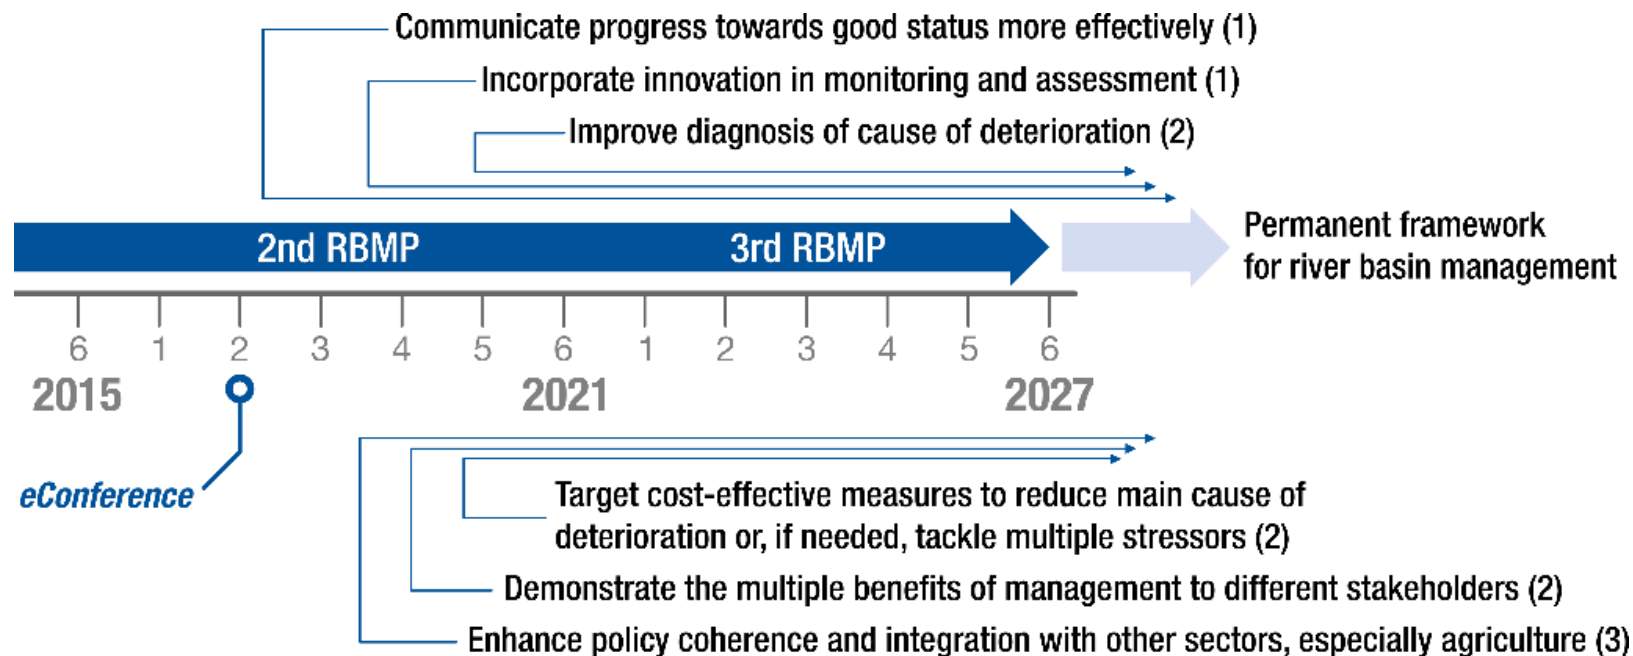 Communicate progress towards good status more effectively (1)
Incorporate innovation in monitoring and assessment (1)
Improve diagnosis of cause of deterioration (2)
2nd RBMP
3rd RBMP
Permanent framework
for river basin management
6 1 2 3 4 5 6 1 2 3 4 5 6
2015 2021 2027
eConference
Target cost-effective measures to reduce main cause of
deterioration or, if needed, tackle multiple stressors (2)
Demonstrate the multiple benefits of management to different stakeholders (2)
Enhance policy coherence and integration with other sectors, especially agriculture (3)